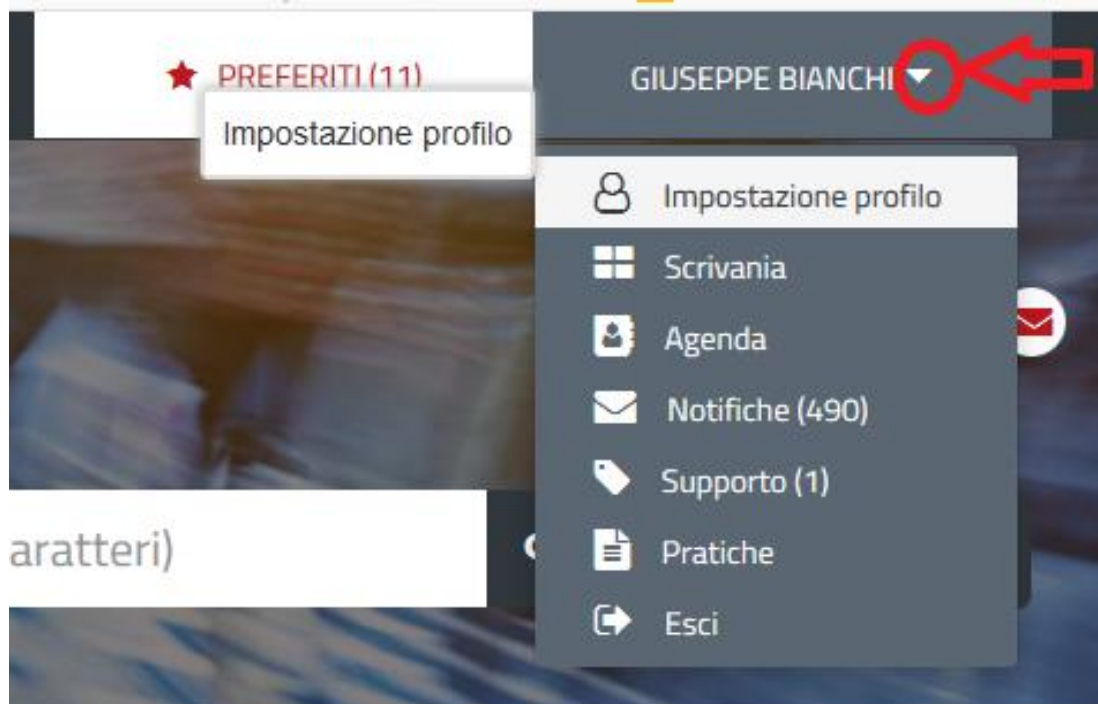 PREFERITI (11)
GIUSEPPE BIANCHI
Impostazione profilo
Impostazione profilo
Scrivania
Agenda
Notifiche (490)
Supporto (1)
aratteri)
Pratiche
Esci